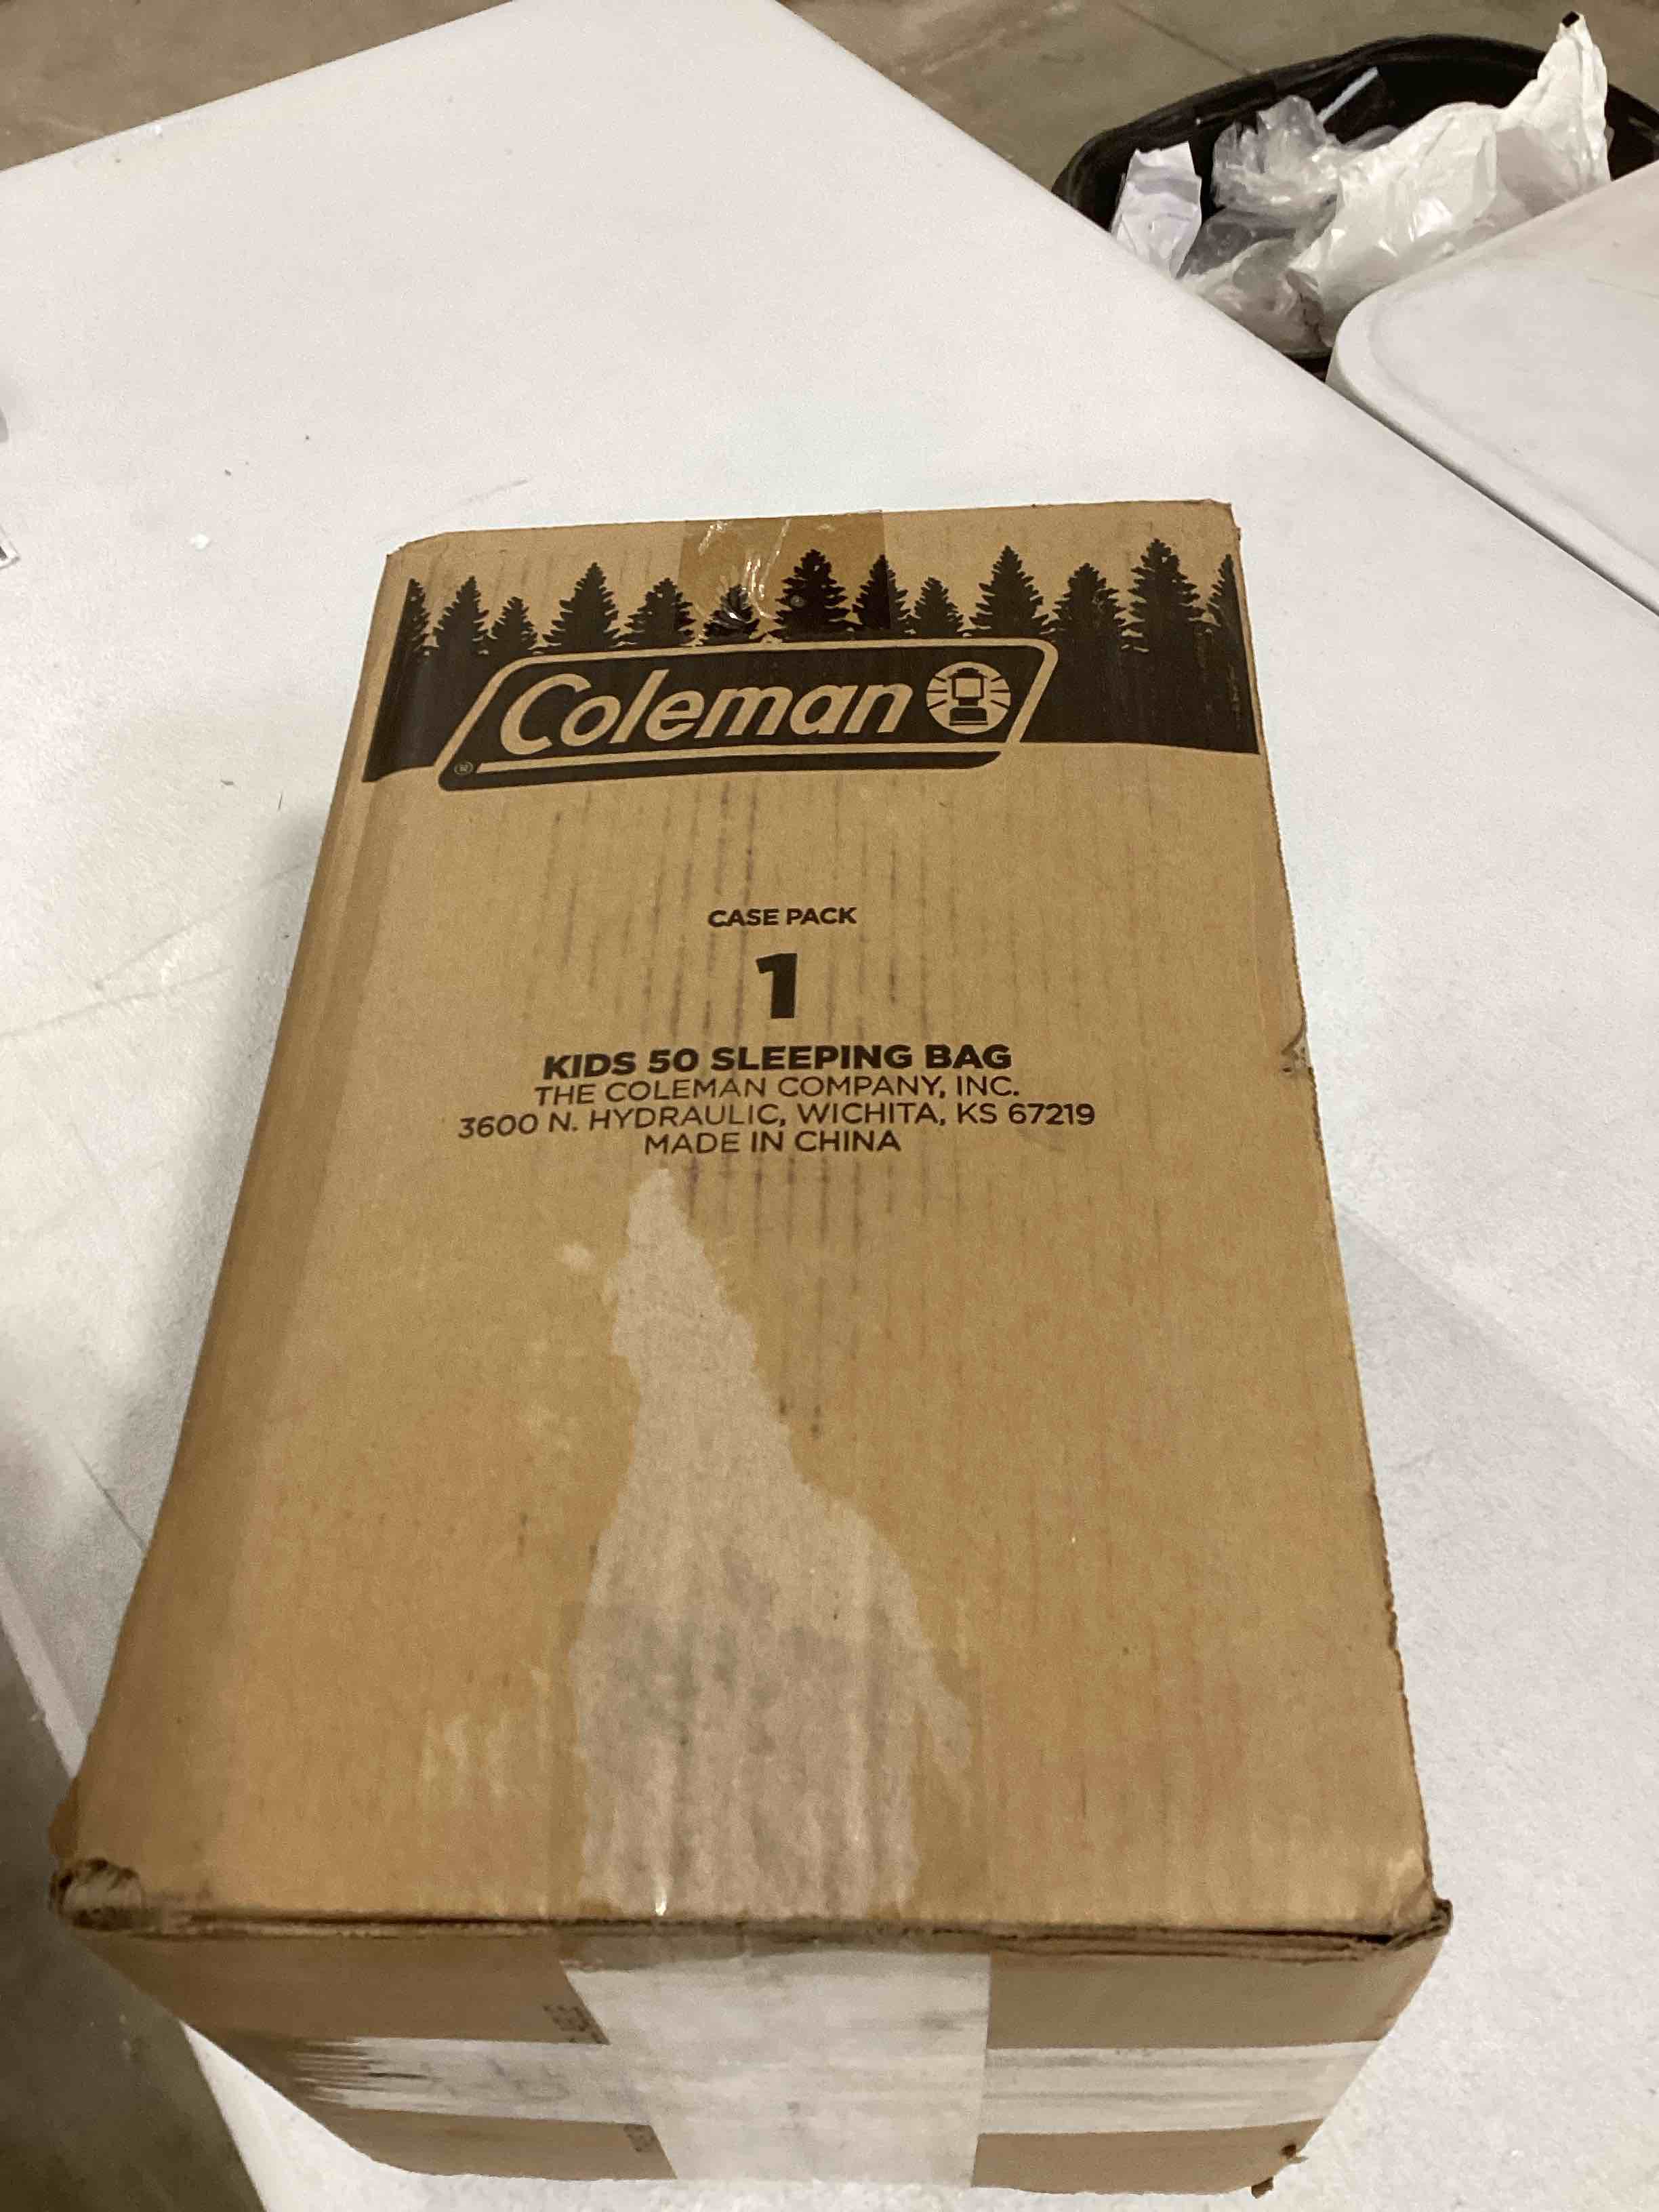 Coleman
®
CASE PACK
1
KIDS 50 SLEEPING BAG
THE COLEMAN COMPANY, INC.
3600 N. HYDRAULIC, WICHITA, KS 67219
MADE IN CHINA